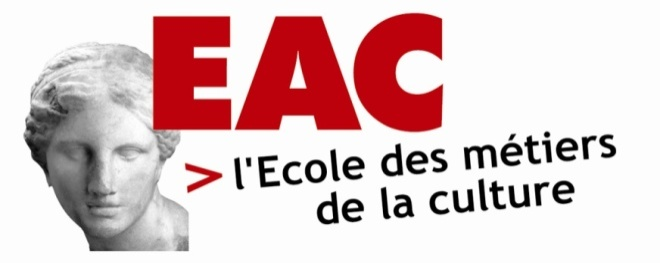 EAC
> l'Ecole des métiers
de la culture